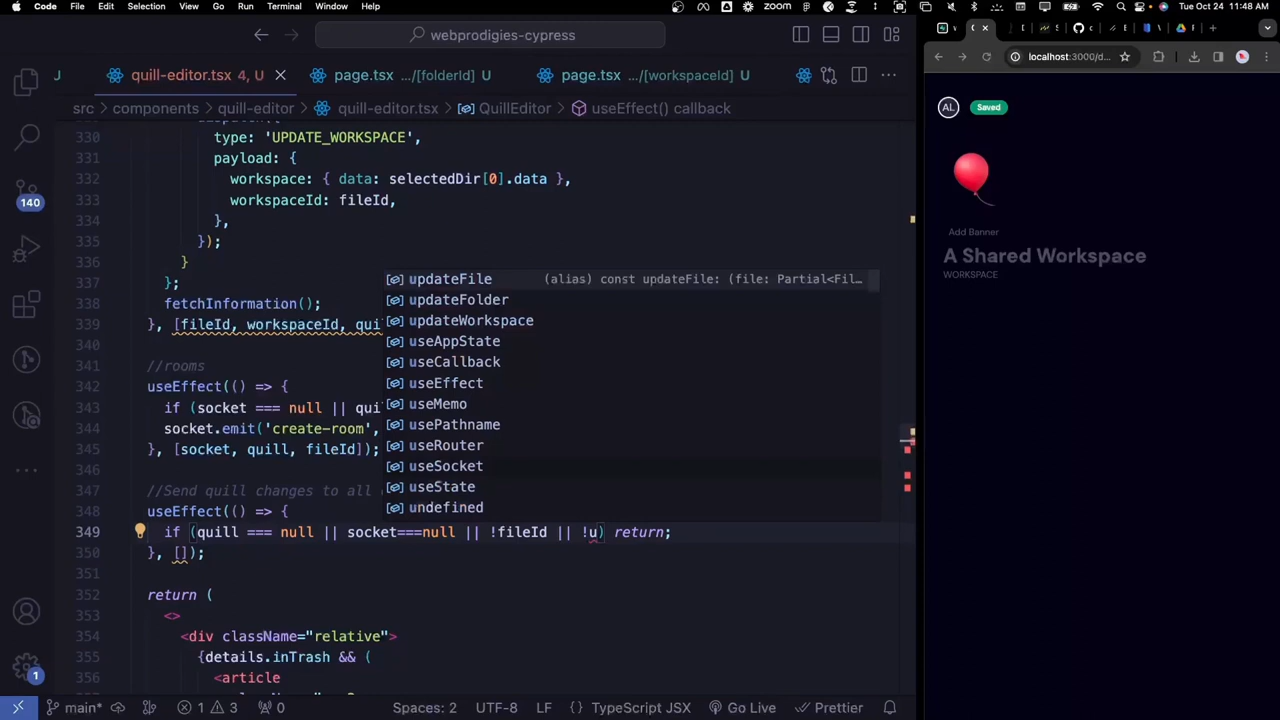 Code File Edit Selection View Go Run Terminal Window Help zoom Tue Oct 24 11:48 AM
webprodigies-cypress
quill-editor.tsx 4, U page.tsx .../[folderId] U page.tsx .../[workspaceId] U
localhost:3000/d...
src components quill-editor quill-editor.tsx QuillEditor useEffect() callback
330 type: 'UPDATE_WORKSPACE',
331 payload: {
332 workspace: { data: selectedDir[0].data },
333 workspaceId: fileId,
334 },
335 });
336 }
337 };
338 fetchInformation();
339 }, [fileId, workspaceId, qui
340
341 //rooms
342 useEffect(() => {
343 if (socket === null || qui
344 socket.emit('create-room',
345 }, [socket, quill, fileId]);
346
347 //Send quill changes to all
348 useEffect(() => {
349 if (quill === null || socket===null || !fileId || !u) return;
350 }, []);
352 return (
353 <>
354 <div className="relative">
355 {details.inTrash && (
356 <article
updateFile (alias) const updateFile: (file: Partial<Fil...
updateFolder
updateWorkspace
useAppState
useCallback
useEffect
useMemo
usePathname
useRouter
useSocket
useState
undefined
140
1
main* 1 3 0 Spaces: 2 UTF-8 LF {} TypeScript JSX Go Live Prettier
AL Saved
Add Banner
A Shared Workspace
WORKSPACE